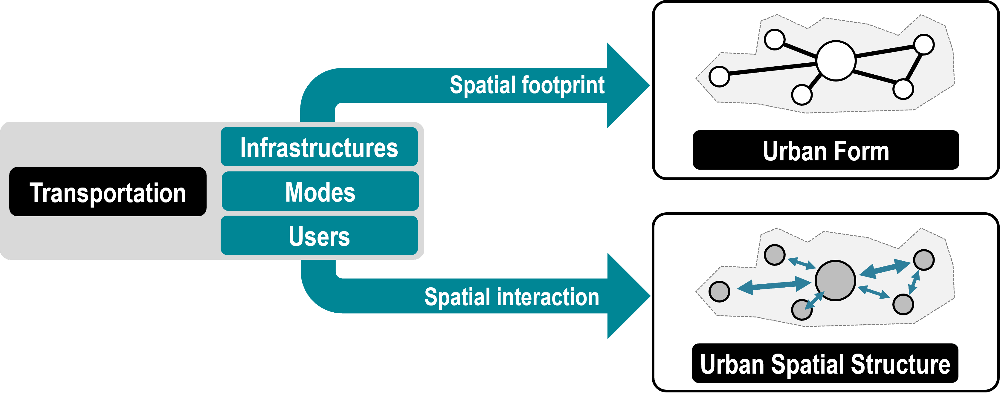 Transportation
Infrastructures
Modes
Users
Spatial footprint
Urban Form
Spatial interaction
Urban Spatial Structure